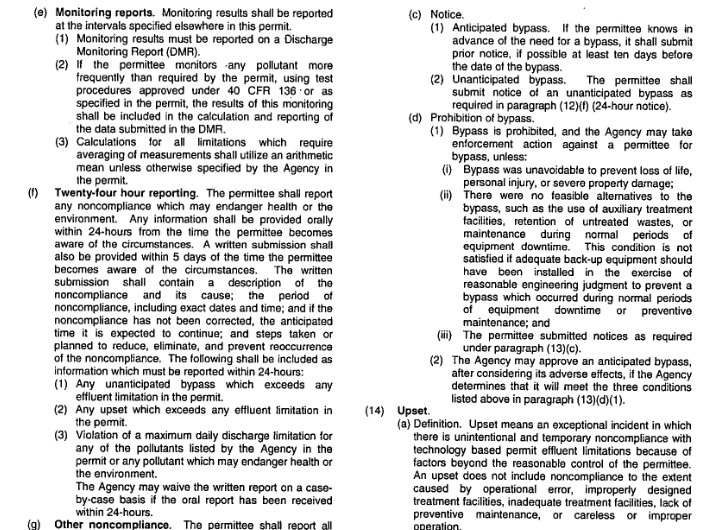 (e) Monitoring reports. Monitoring results shall be reported
at the intervals specified elsewhere in this permit.
(1) Monitoring results must be reported on a Discharge
Monitoring Report (DMR).
(2) If the permittee monitors any pollutant more
frequently than required by the permit, using test
procedures approved under 40 CFR 136 or as
specified in the permit, the results of this monitoring
shall be included in the calculation and reporting of
the data submitted in the DMR.
(3) Calculations for all limitations which require
averaging of measurements shall utilize an arithmetic
mean unless otherwise specified by the Agency in
the permit.
(f) Twenty-four hour reporting. The permittee shall report
any noncompliance which may endanger health or the
environment. Any information shall be provided orally
within 24-hours from the time the permittee becomes
aware of the circumstances. A written submission shall
also be provided within 5 days of the time the permittee
becomes aware of the circumstances. The written
submission shall contain a description of the
noncompliance and its cause; the period of
noncompliance, including exact dates and time; and if the
noncompliance has not been corrected, the anticipated
time it is expected to continue; and steps taken or
planned to reduce, eliminate, and prevent reoccurrence
of the noncompliance. The following shall be included as
information which must be reported within 24-hours:
(1) Any unanticipated bypass which exceeds any
effluent limitation in the permit.
(2) Any upset which exceeds any effluent limitation in
the permit.
(3) Violation of a maximum daily discharge limitation for
any of the pollutants listed by the Agency in the
permit or any pollutant which may endanger health or
the environment.
The Agency may waive the written report on a case-
by-case basis if the oral report has been received
within 24-hours.
(g) Other noncompliance. The permittee shall report all
(c) Notice.
(1) Anticipated bypass. If the permittee knows in
advance of the need for a bypass, it shall submit
prior notice, if possible at least ten days before
the date of the bypass.
(2) Unanticipated bypass. The permittee shall
submit notice of an unanticipated bypass as
required in paragraph (12)(f) (24-hour notice).
(d) Prohibition of bypass.
(1) Bypass is prohibited, and the Agency may take
enforcement action against a permittee for
bypass, unless:
(i) Bypass was unavoidable to prevent loss of life,
personal injury, or severe property damage;
(ii) There were no feasible alternatives to the
bypass, such as the use of auxiliary treatment
facilities, retention of untreated wastes, or
maintenance during normal periods of
equipment downtime. This condition is not
satisfied if adequate back-up equipment should
have been installed in the exercise of
reasonable engineering judgment to prevent a
bypass which occurred during normal periods
of equipment downtime or preventive
maintenance; and
(iii) The permittee submitted notices as required
under paragraph (13)(c).
(2) The Agency may approve an anticipated bypass,
after considering its adverse effects, if the Agency
determines that it will meet the three conditions
listed above in paragraph (13)(d)(1).
(14) Upset.
(a) Definition. Upset means an exceptional incident in which
there is unintentional and temporary noncompliance with
technology based permit effluent limitations because of
factors beyond the reasonable control of the permittee.
An upset does not include noncompliance to the extent
caused by operational error, improperly designed
treatment facilities, inadequate treatment facilities, lack of
preventive maintenance, or careless or improper
operation.